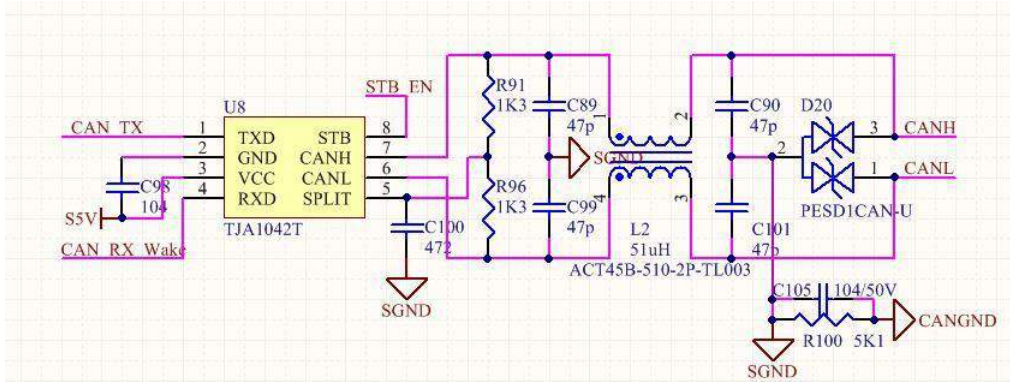 STB_EN
U8
CAN_TX
1 TXD STB 8
2 GND CANH 7
3 VCC CANL 6
4 RXD SPLIT 5
TJA1042T
C98
104
S5V
CAN_RX_Wake
C100
472
SGND
R91
1K3
R96
1K3
C89
47p
SGND
C99
47p
1
2
4
3
L2
51uH
ACT45B-510-2P-TL003
C90
47p
C101
47p
D20
2
3
CANH
1
CANL
PESD1CAN-U
C105
104/50V
R100
5K1
CANGND
SGND